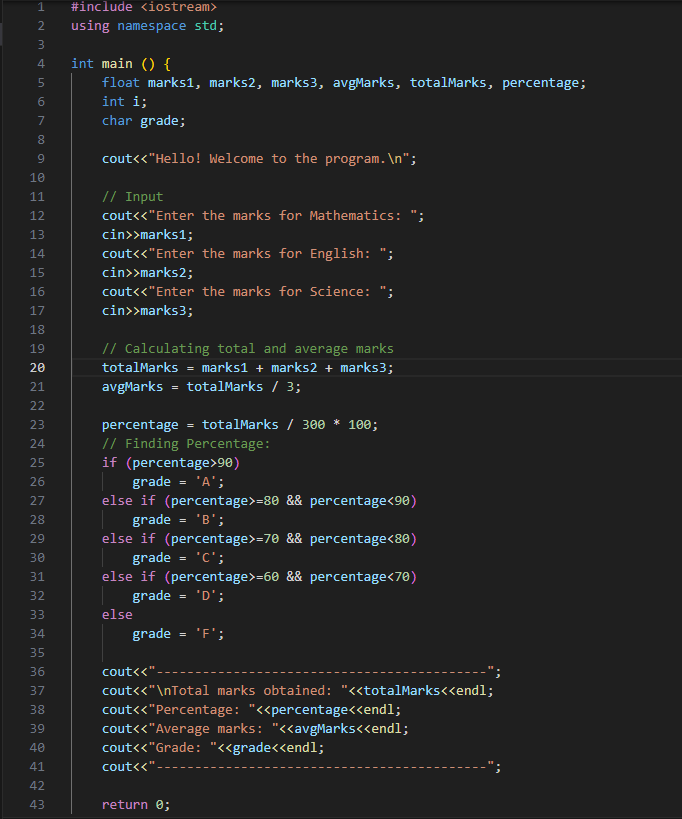 1 #include <iostream>
2 using namespace std;
3
4 int main () {
5     float marks1, marks2, marks3, avgMarks, totalMarks, percentage;
6     int i;
7     char grade;
8
9     cout<<"Hello! Welcome to the program.\n";
10
11     // Input
12     cout<<"Enter the marks for Mathematics: ";
13     cin>>marks1;
14     cout<<"Enter the marks for English: ";
15     cin>>marks2;
16     cout<<"Enter the marks for Science: ";
17     cin>>marks3;
18
19     // Calculating total and average marks
20     totalMarks = marks1 + marks2 + marks3;
21     avgMarks = totalMarks / 3;
22
23     percentage = totalMarks / 300 * 100;
24     // Finding Percentage:
25     if (percentage>90)
26         grade = 'A';
27     else if (percentage>=80 && percentage<90)
28         grade = 'B';
29     else if (percentage>=70 && percentage<80)
30         grade = 'C';
31     else if (percentage>=60 && percentage<70)
32         grade = 'D';
33     else
34         grade = 'F';
35
36     cout<<"-------------------------------------------";
37     cout<<"\nTotal marks obtained: "<<totalMarks<<endl;
38     cout<<"Percentage: "<<percentage<<endl;
39     cout<<"Average marks: "<<avgMarks<<endl;
40     cout<<"Grade: "<<grade<<endl;
41     cout<<"-------------------------------------------";
42
43     return 0;